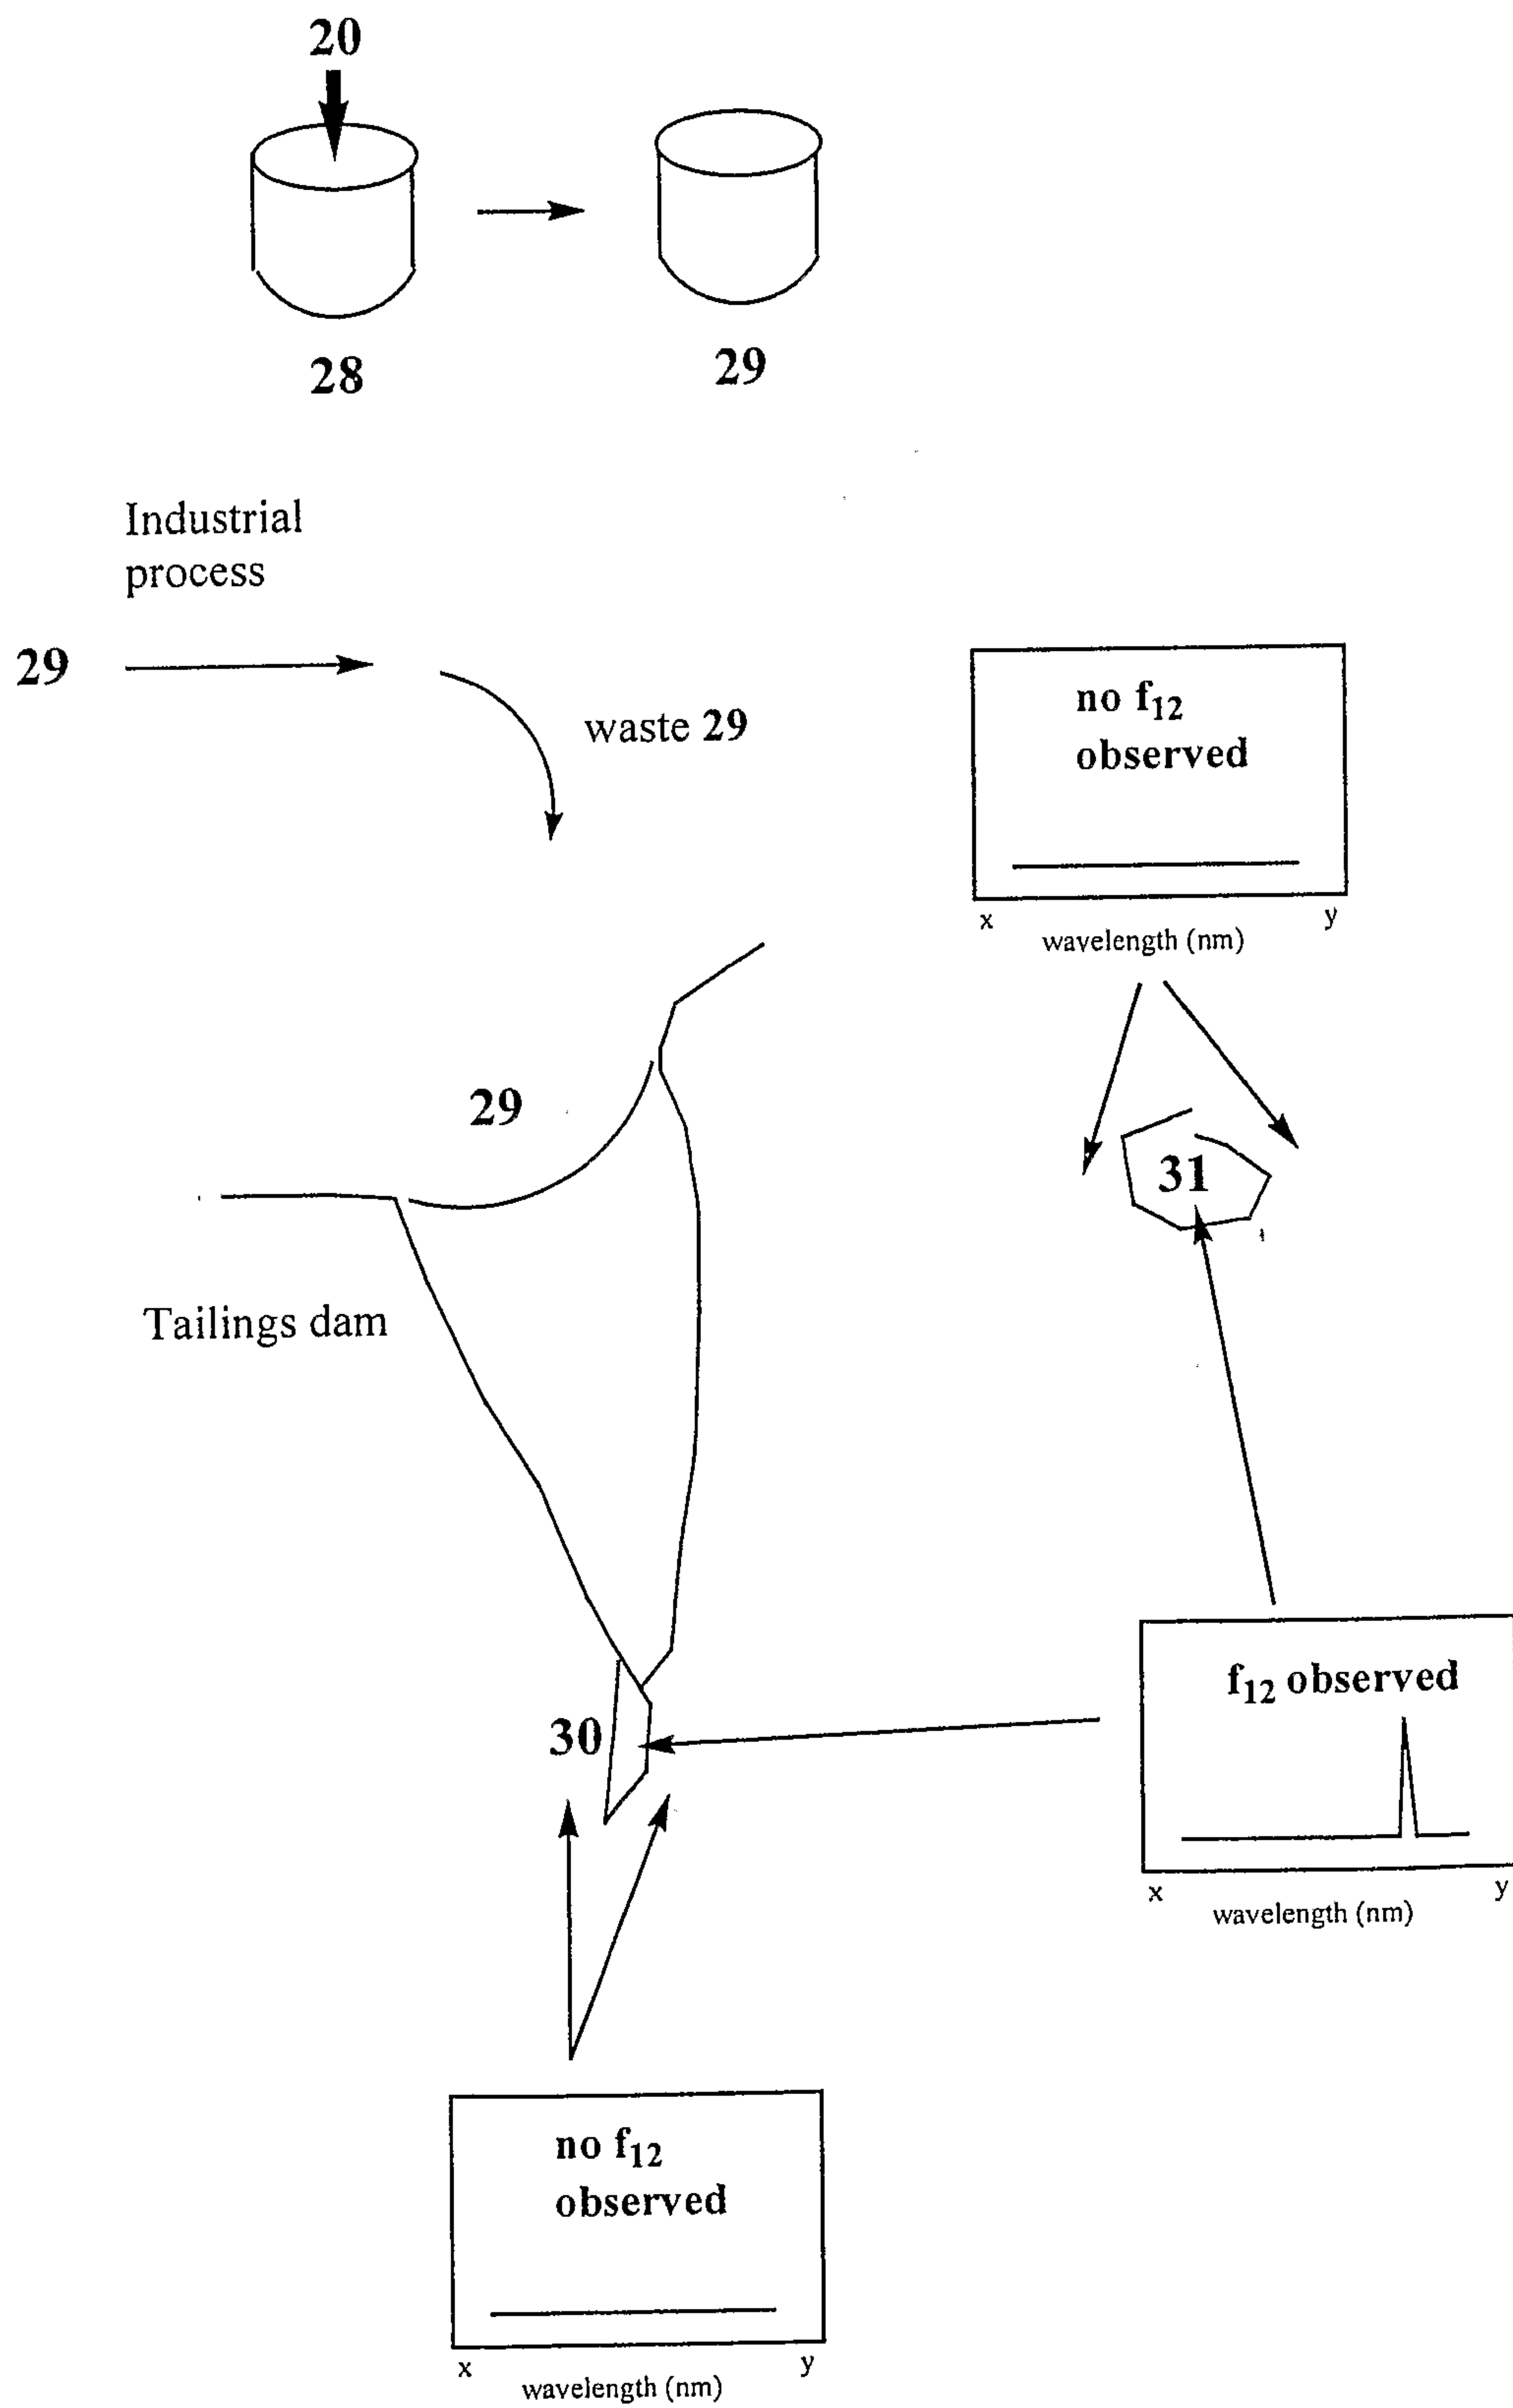 20
28
29
Industrial
process
29
waste 29
no f12
observed
x
y
wavelength (nm)
29
31
Tailings dam
f12 observed
30
x
y
wavelength (nm)
no f12
observed
x
y
wavelength (nm)